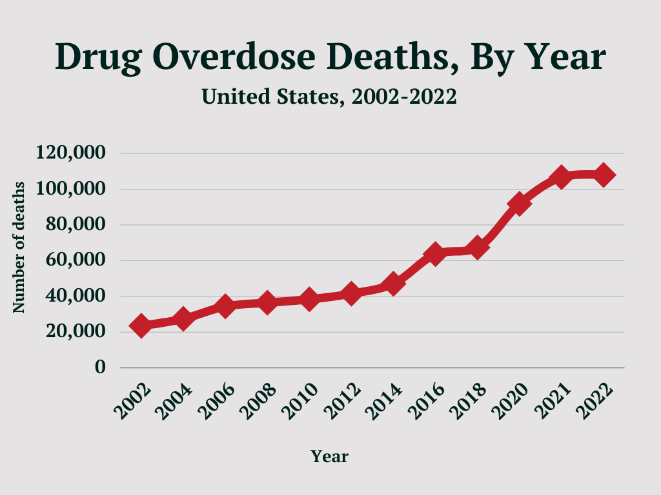 Drug Overdose Deaths, By Year
United States, 2002-2022
Number of deaths
120,000
100,000
80,000
60,000
40,000
20,000
0
2002 2004 2006 2008 2010 2012 2014 2016 2018 2020 2021 2022
Year